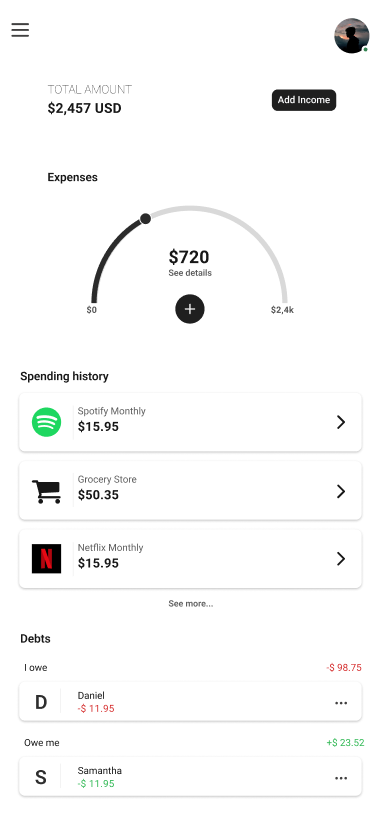 TOTAL AMOUNT
$2,457 USD
Add Income
Expenses
$720
See details
$0
$2,4k
Spending history
Spotify Monthly
$15.95
Grocery Store
$50.35
N
Netflix Monthly
$15.95
See more...
Debts
I owe
-$ 98.75
D
Daniel
-$ 11.95
Owe me
+$ 23.52
S
Samantha
-$ 11.95